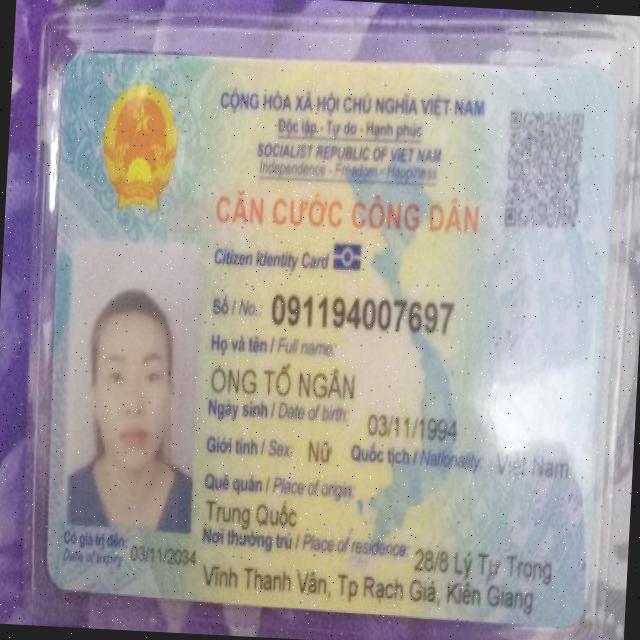 CỘNG HÒA XÃ HỘI CHỦ NGHĨA VIỆT NAM
Độc lập - Tự do - Hạnh phúc
SOCIALIST REPUBLIC OF VIET NAM
Independence - Freedom - Happiness
CĂN CƯỚC CÔNG DÂN
Citizen Identity Card
Số / No.: 091194007697
Họ và tên / Full name:
ONG TỐ NGÂN
Ngày sinh / Date of birth: 03/11/1994
Giới tính / Sex: Nữ Quốc tịch / Nationality: Việt Nam
Quê quán / Place of origin:
Trung Quốc
Nơi thường trú / Place of residence: 28/8 Lý Tự Trọng
Vĩnh Thanh Vân, Tp Rạch Giá, Kiên Giang
Có giá trị đến: 03/11/2034
Date of expiry